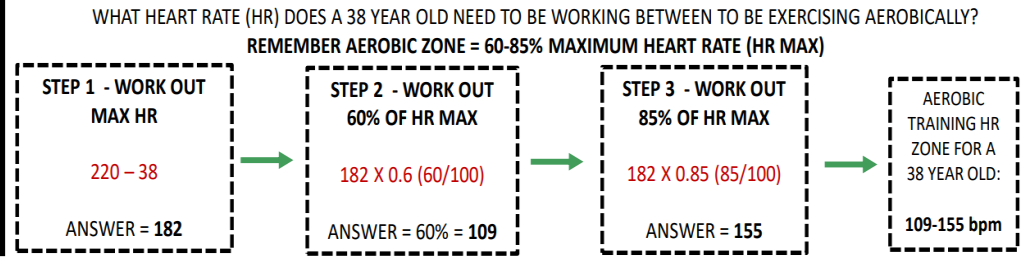 WHAT HEART RATE (HR) DOES A 38 YEAR OLD NEED TO BE WORKING BETWEEN TO BE EXERCISING AEROBICALLY?
REMEMBER AEROBIC ZONE = 60-85% MAXIMUM HEART RATE (HR MAX)
STEP 1 - WORK OUT
MAX HR
220 – 38
ANSWER = 182
STEP 2 - WORK OUT
60% OF HR MAX
182 X 0.6 (60/100)
ANSWER = 60% = 109
STEP 3 - WORK OUT
85% OF HR MAX
182 X 0.85 (85/100)
ANSWER = 155
AEROBIC
TRAINING HR
ZONE FOR A
38 YEAR OLD:
109-155 bpm